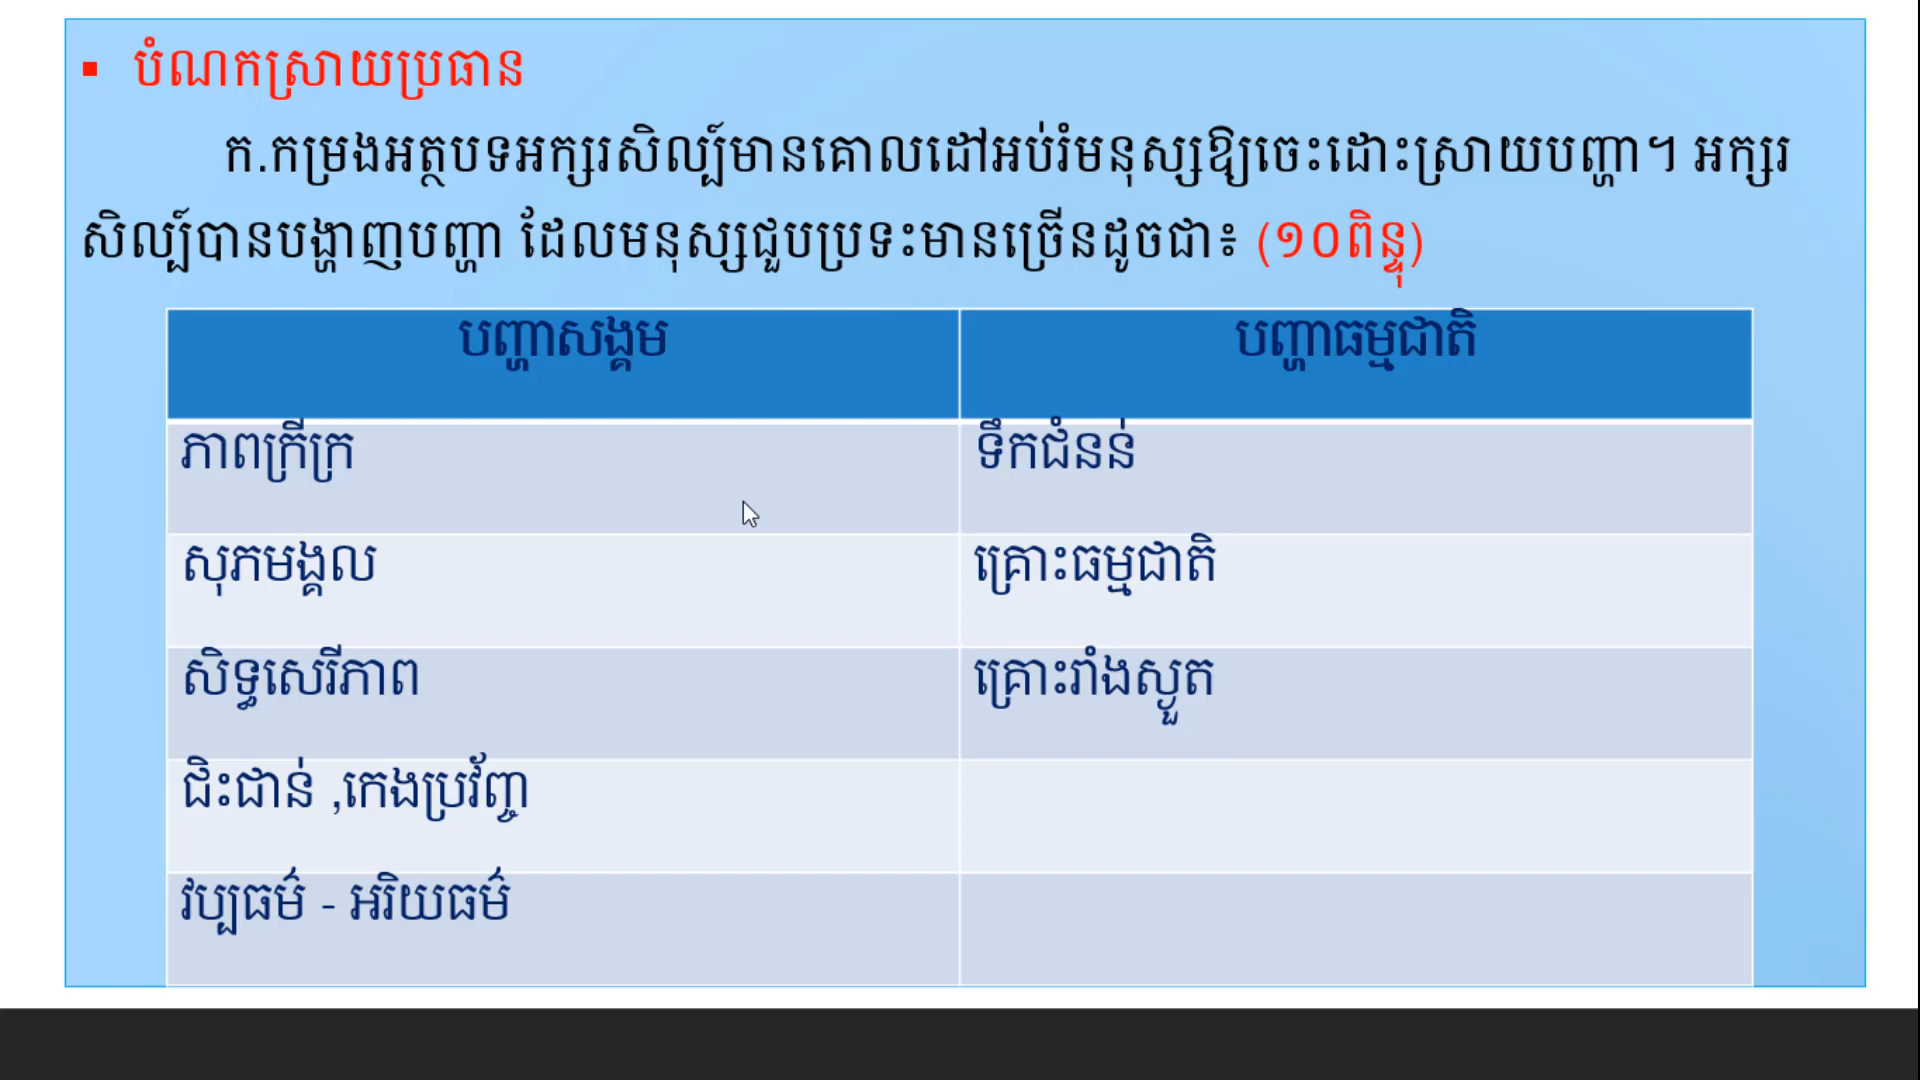 ▪ បំណកស្រាយប្រធាន
ក.កម្រងអត្ថបទអក្សរសិល្ប៍មានគោលដៅអប់រំមនុស្សឱ្យចេះដោះស្រាយបញ្ហា។ អក្សរ
សិល្ប៍បានបង្ហាញបញ្ហា ដែលមនុស្សជួបប្រទះមានច្រើនដូចជា៖ (១០ពិន្ទុ)
បញ្ហាសង្គម បញ្ហាធម្មជាតិ
ភាពក្រីក្រ ទឹកជំនន់
សុភមង្គល គ្រោះធម្មជាតិ
សិទ្ធសេរីភាព គ្រោះរាំងស្ងួត
ជិះជាន់ ,កេងប្រវ័ញ្ច
វប្បធម៌ - អរិយធម៌